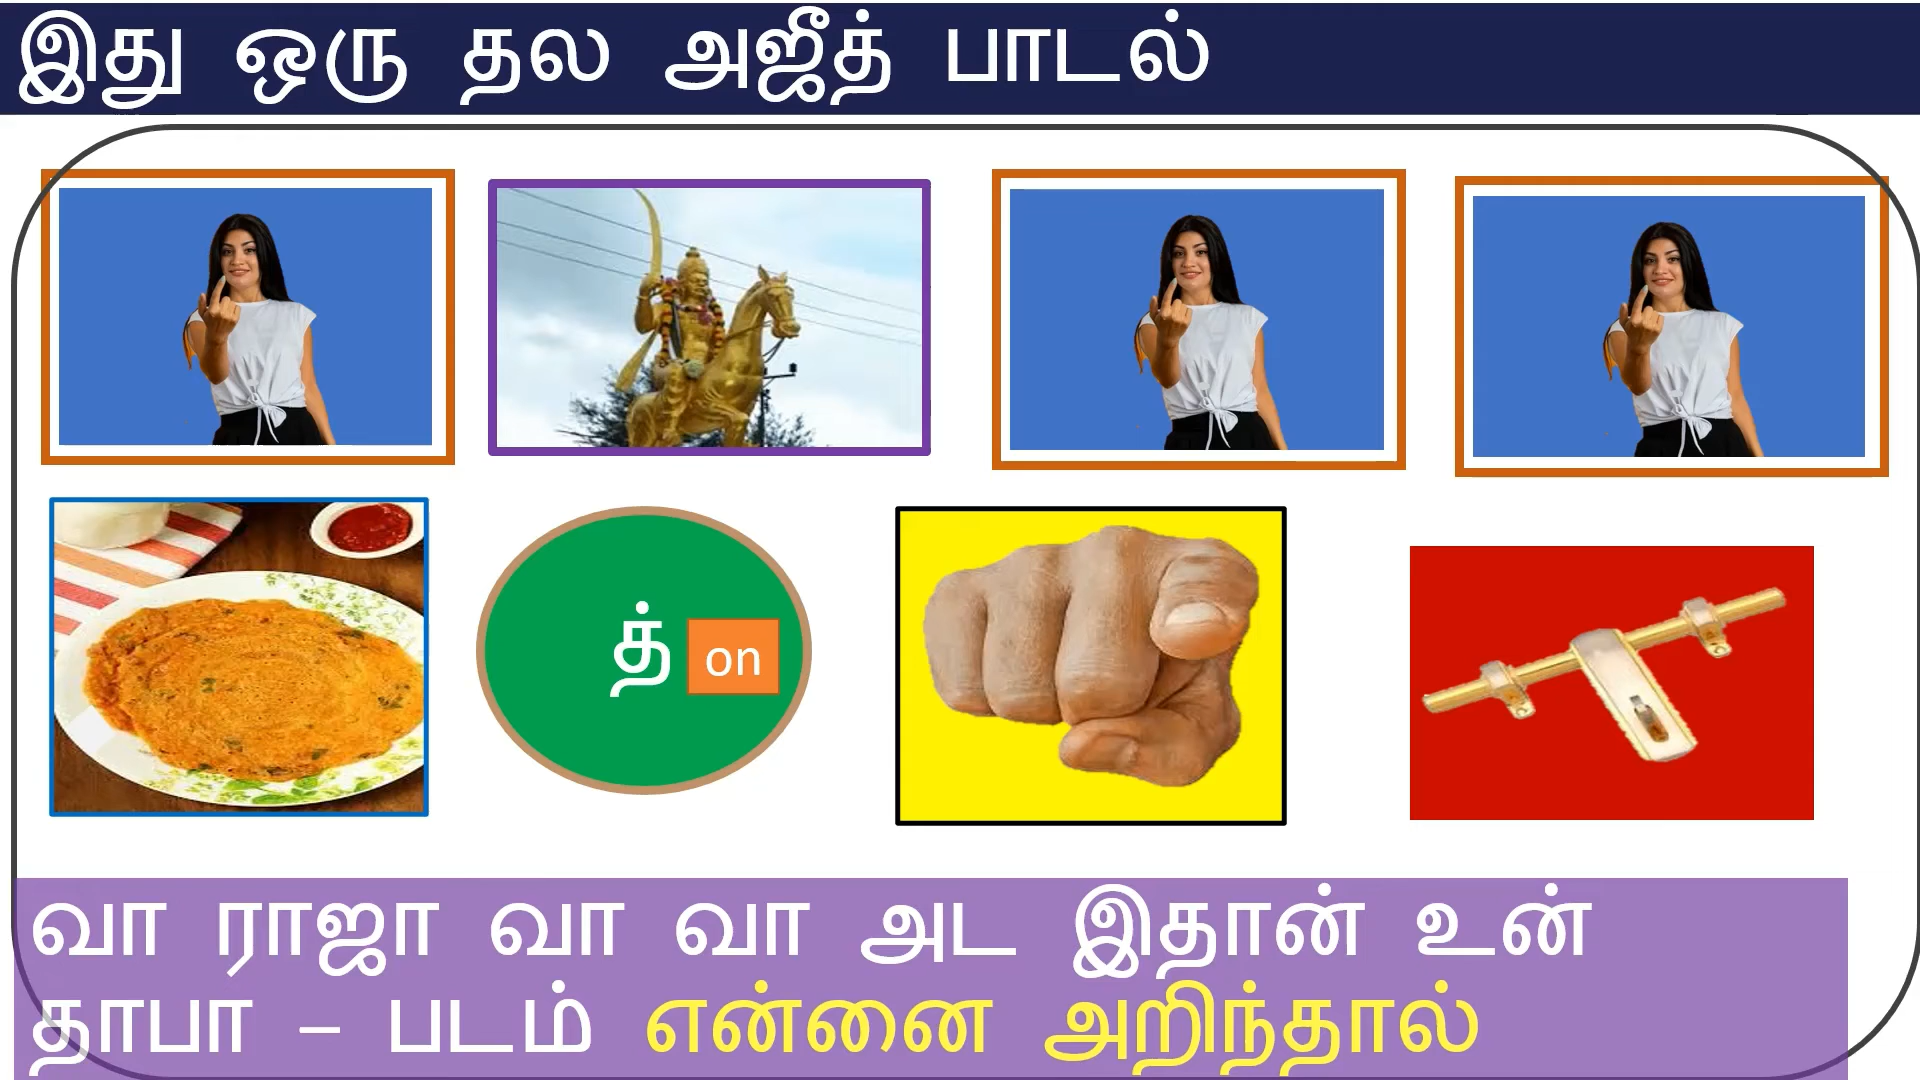 இது ஒரு தல அஜீத் பாடல்
த் on
வா ராஜா வா வா அட இதான் உன்
தாபா – படம் என்னை அறிந்தால்